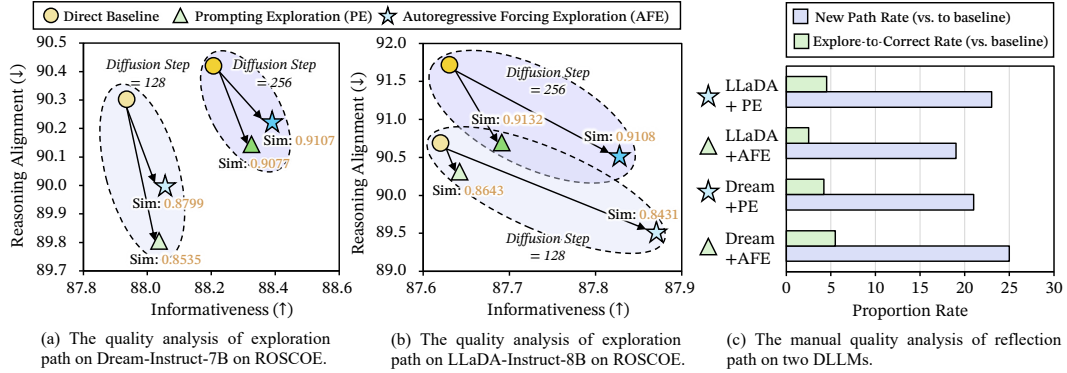 Direct Baseline
Prompting Exploration (PE)
Autoregressive Forcing Exploration (AFE)
Reasoning Alignment (↓)
90.5
90.4
90.3
90.2
90.1
90.0
89.9
89.8
89.7
Diffusion Step
= 128
Diffusion Step
= 256
Sim: 0.9107
Sim: 0.9077
Sim: 0.8799
Sim: 0.8535
87.8
88.0
88.2
88.4
88.6
Informativeness (↑)
(a) The quality analysis of exploration
path on Dream-Instruct-7B on ROSCOE.
Reasoning Alignment (↓)
92.0
91.5
91.0
90.5
90.0
89.5
89.0
Diffusion Step
= 256
Sim: 0.9132
Sim: 0.9108
Sim: 0.8643
Sim: 0.8431
Diffusion Step
= 128
87.6
87.7
87.8
87.9
Informativeness (↑)
(b) The quality analysis of exploration
path on LLaDA-Instruct-8B on ROSCOE.
New Path Rate (vs. to baseline)
Explore-to-Correct Rate (vs. baseline)
LLaDA
+ PE
LLaDA
+AFE
Dream
+PE
Dream
+AFE
0
5
10
15
20
25
30
Proportion Rate
(c) The manual quality analysis of reflection
path on two DLLMs.